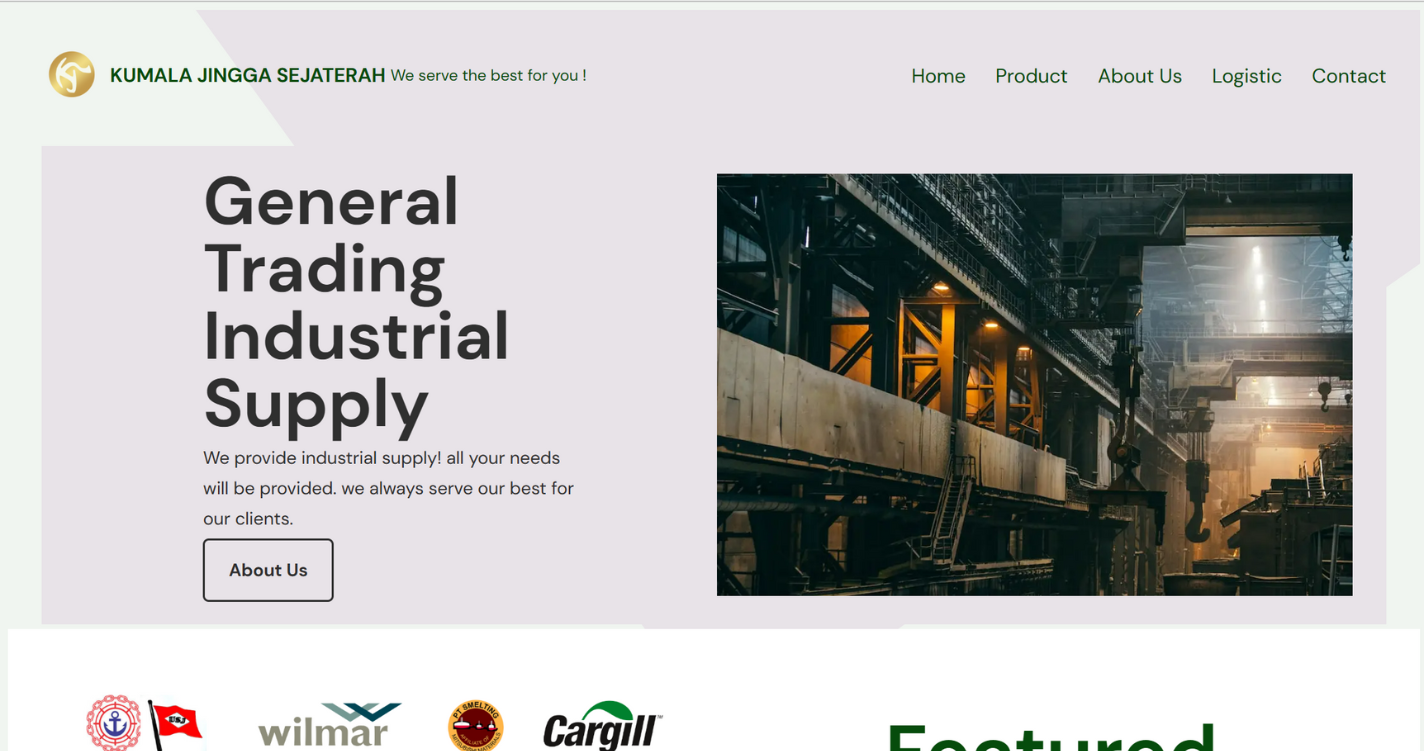 KUMALA JINGGA SEJATERAH We serve the best for you !
Home Product About Us Logistic Contact
General
Trading
Industrial
Supply
We provide industrial supply! all your needs
will be provided. we always serve our best for
our clients.
About Us
wilmar
PT SMELTING
Cargill™
Featured